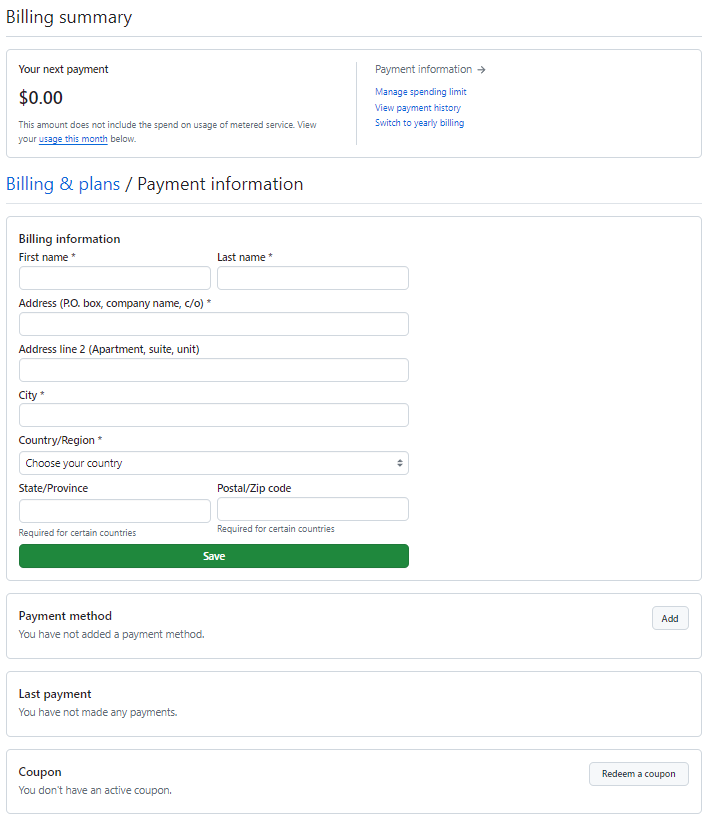 Billing summary
Your next payment
$0.00
This amount does not include the spend on usage of metered service. View
your usage this month below.
Payment information →
Manage spending limit
View payment history
Switch to yearly billing
Billing & plans / Payment information
Billing information
First name *
Last name *
Address (P.O. box, company name, c/o) *
Address line 2 (Apartment, suite, unit)
City *
Country/Region *
Choose your country
State/Province
Postal/Zip code
Required for certain countries
Required for certain countries
Save
Payment method
Add
You have not added a payment method.
Last payment
You have not made any payments.
Coupon
Redeem a coupon
You don't have an active coupon.